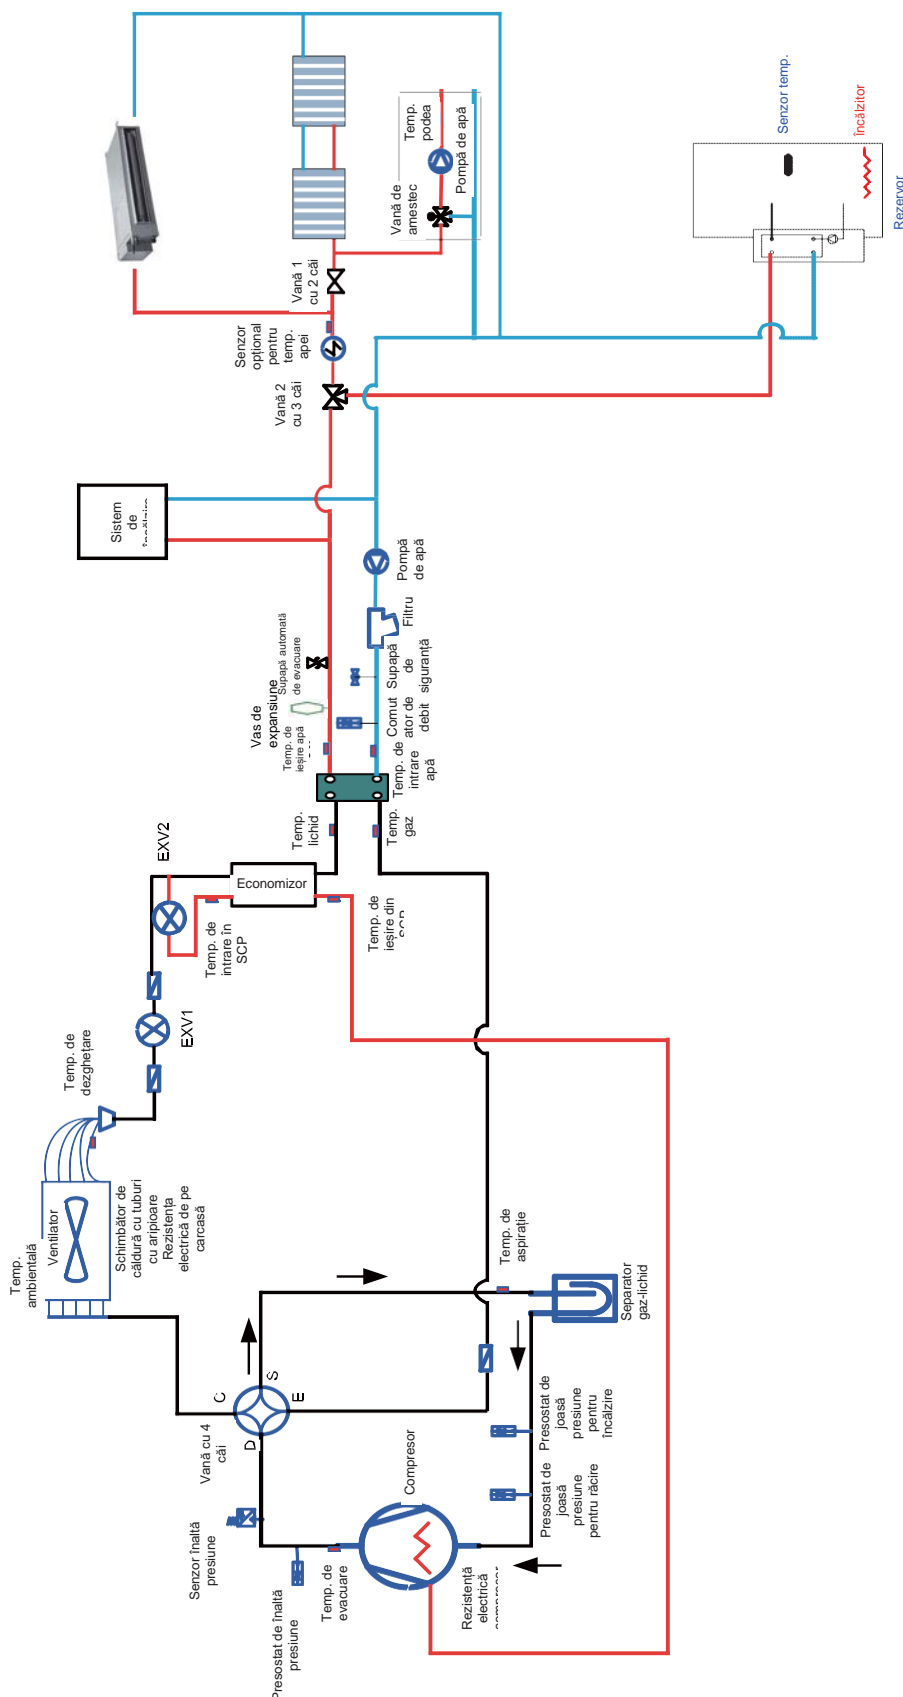 Senzor temp.
Încălzitor
Rezervor
Temp.
podea
Pompă de apă
Vană de
amestec
Vană 1
cu 2 căi
Senzor
opțional
pentru
temp.
apei
Vană 2
cu 3 căi
Sistem
de
Pompă
de apă
Filtru
Supapă
de
siguranță
Comut
ator de
debit
Supapă automată
de evacuare
Vas de
expansiune
Temp. de
ieșire apă
Temp. de
intrare
apă
Temp.
lichid
Temp.
gaz
EXV2
Economizor
Temp. de
intrare în
SCP
Temp. de
ieșire din
EXV1
Temp. de
dezghețare
Temp.
ambientală
Ventilator
Schimbător de
căldură cu tuburi
cu aripioare
Rezistența
electrică de pe
carcasă
Temp. de
aspirație
Separator
gaz-lichid
C
S
E
D
Vană cu 4
căi
Presostat de
joasă
presiune
pentru
încălzire
Presostat de
joasă
presiune
pentru răcire
Compresor
Senzor înaltă
presiune
Presostat de înaltă
presiune
Temp. de
evacuare
Rezistență
electrică